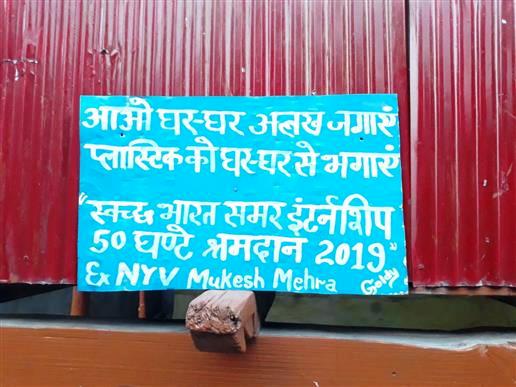 आओ घर-घर अलख जगाएं
प्लास्टिक को घर-घर से भगाएं
"स्वच्छ भारत समर इंटर्नशिप
50 घण्टे श्रमदान 2019"
Ex NYV Mukesh Mehra Goldy